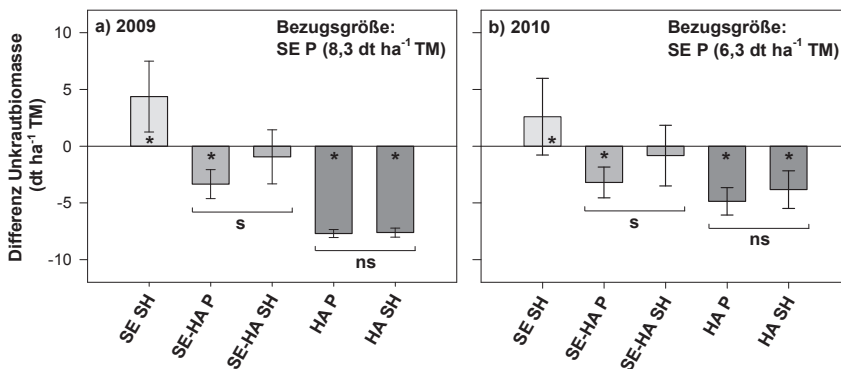 Differenz Unkrautbiomasse
(dt ha⁻¹ TM)
10
5
0
-5
-10
a) 2009
Bezugsgröße:
SE P (8,3 dt ha⁻¹ TM)
*
*
*
*
s
ns
SE SH
SE-HA P
SE-HA SH
HA P
HA SH
b) 2010
Bezugsgröße:
SE P (6,3 dt ha⁻¹ TM)
*
*
*
*
s
ns
SE SH
SE-HA P
SE-HA SH
HA P
HA SH